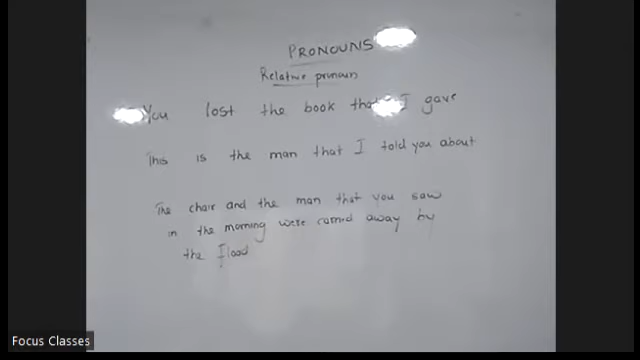 PRONOUNS
Relative pronoun
You lost the book that I gave
This is the man that I told you about
The chair and the man that you saw
in the morning were carried away by
the flood
Focus Classes